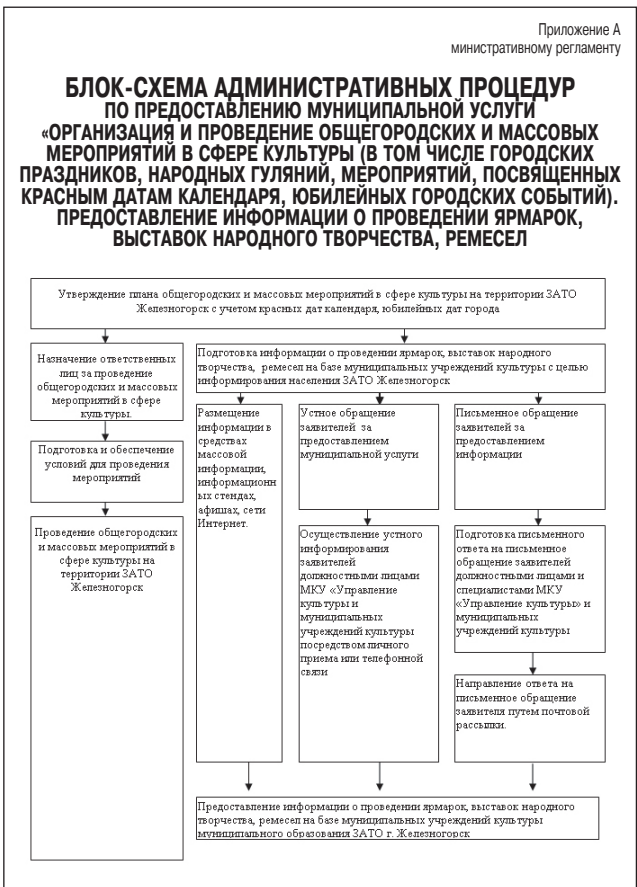 Приложение А
министративному регламенту
БЛОК-СХЕМА АДМИНИСТРАТИВНЫХ ПРОЦЕДУР
ПО ПРЕДОСТАВЛЕНИЮ МУНИЦИПАЛЬНОЙ УСЛУГИ
«ОРГАНИЗАЦИЯ И ПРОВЕДЕНИЕ ОБЩЕГОРОДСКИХ И МАССОВЫХ
МЕРОПРИЯТИЙ В СФЕРЕ КУЛЬТУРЫ (В ТОМ ЧИСЛЕ ГОРОДСКИХ
ПРАЗДНИКОВ, НАРОДНЫХ ГУЛЯНИЙ, МЕРОПРИЯТИЙ, ПОСВЯЩЕННЫХ
КРАСНЫМ ДАТАМ КАЛЕНДАРЯ, ЮБИЛЕЙНЫХ ГОРОДСКИХ СОБЫТИЙ).
ПРЕДОСТАВЛЕНИЕ ИНФОРМАЦИИ О ПРОВЕДЕНИИ ЯРМАРОК,
ВЫСТАВОК НАРОДНОГО ТВОРЧЕСТВА, РЕМЕСЕЛ
Утверждение плана общегородских и массовых мероприятий в сфере культуры на территории ЗАТО
Железногорск с учетом красных дат календаря, юбилейных дат города
Назначение ответственных
лиц за проведение
общегородских и массовых
мероприятий в сфере
культуры.
Подготовка и обеспечение
условий для проведения
мероприятий
Проведение общегородских
и массовых мероприятий в
сфере культуры на
территории ЗАТО
Железногорск
Подготовка информации о проведении ярмарок, выставок народного
творчества, ремесел на базе муниципальных учреждений культуры с целью
информирования населения ЗАТО Железногорск
Размещение
информации в
средствах
массовой
информации,
информационн
ых стендах,
афишах, сети
Интернет.
Устное обращение
заявителей за
предоставлением
муниципальной услуги
Осуществление устного
информирования
заявителей
должностными лицами
МКУ «Управление
культуры и
муниципальных
учреждений культуры
посредством личного
приема или телефонной
связи
Письменное обращение
заявителей за
предоставлением
информации
Подготовка письменного
ответа на письменное
обращение заявителей
должностными лицами и
специалистами МКУ
«Управление культуры» и
муниципальных
учреждений культуры
Направление ответа на
письменное обращение
заявителя путем почтовой
рассылки.
Предоставление информации о проведении ярмарок, выставок народного
творчества, ремесел на базе муниципальных учреждений культуры
муниципального образования ЗАТО г. Железногорск